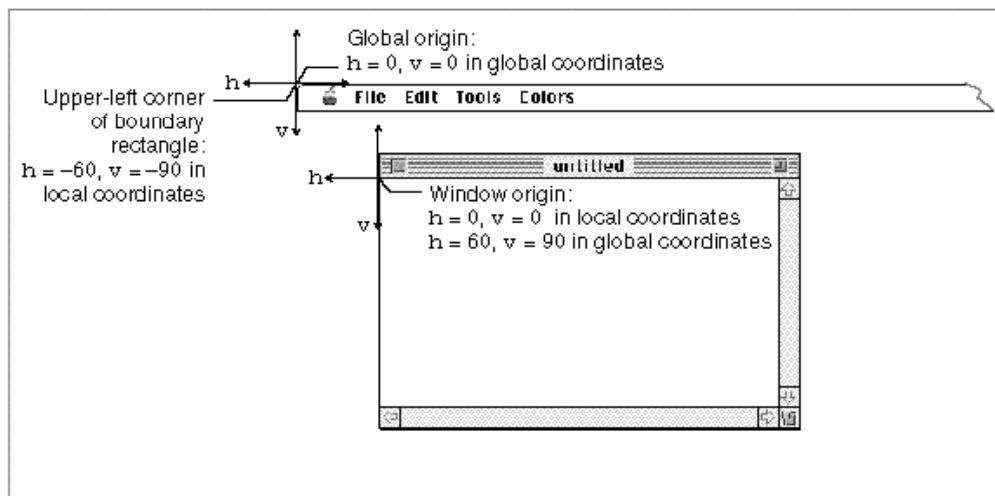 Global origin:
h = 0, v = 0 in global coordinates
h
Upper-left corner
of boundary
rectangle:
h = −60, v = −90 in
local coordinates
v
File Edit Tools Colors
untitled
h
Window origin:
h = 0, v = 0 in local coordinates
h = 60, v = 90 in global coordinates
v